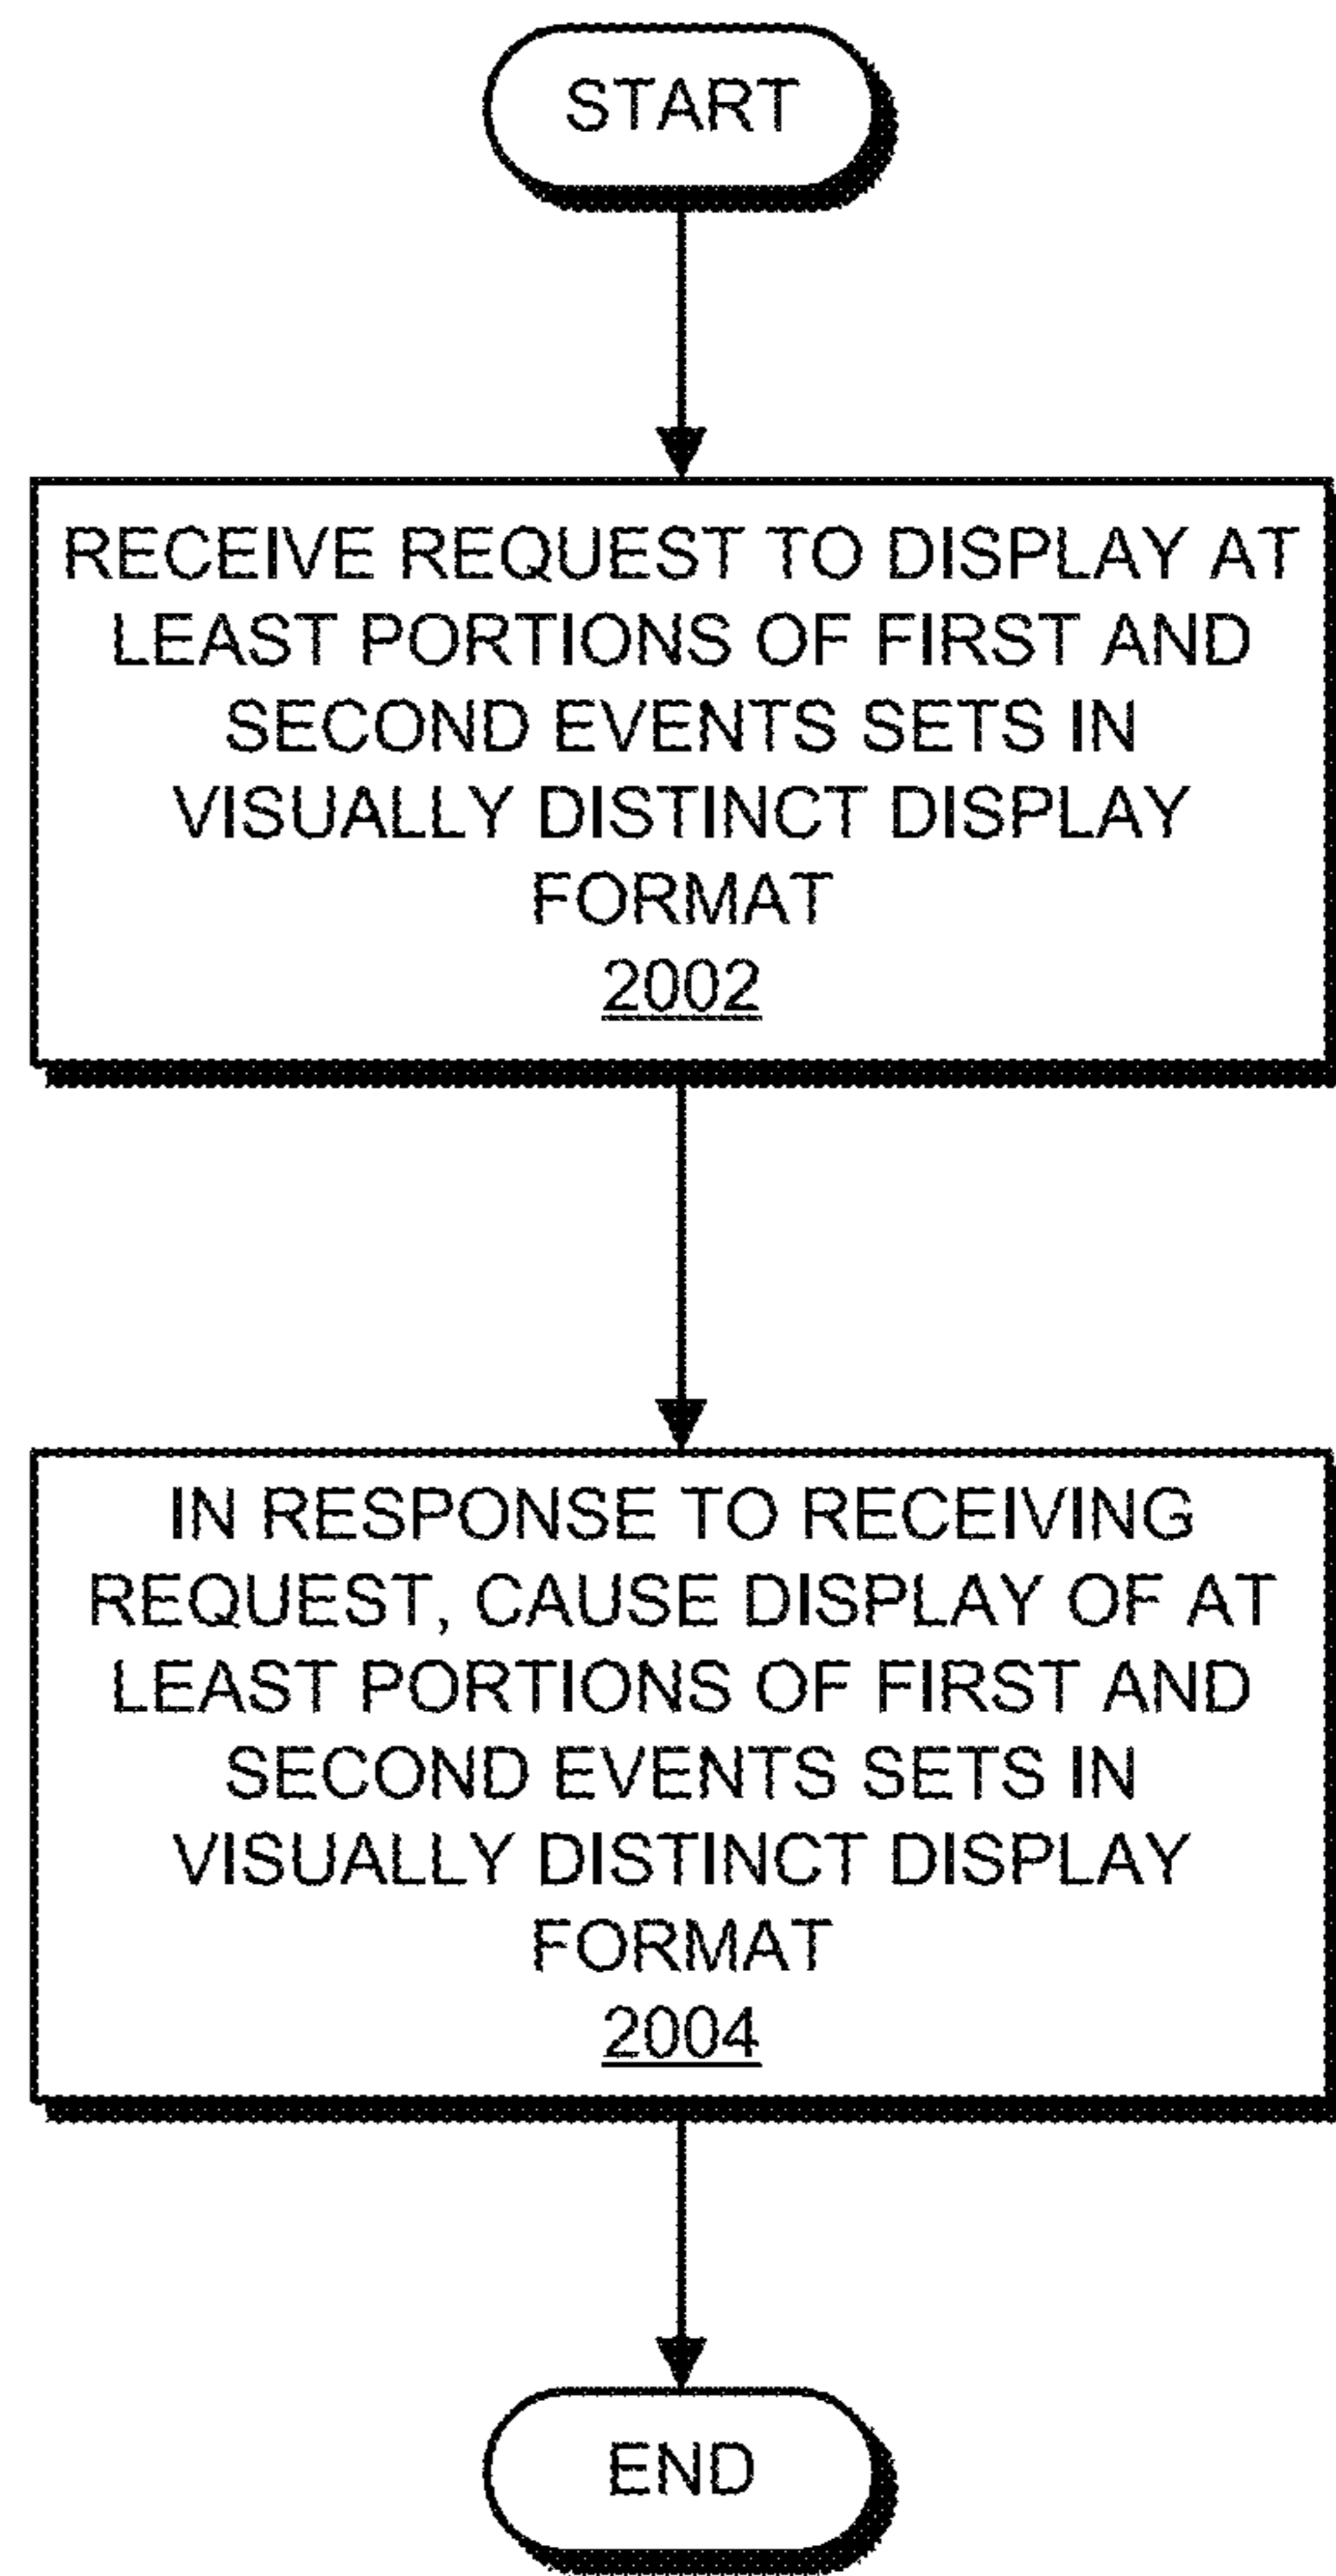 START
RECEIVE REQUEST TO DISPLAY AT
LEAST PORTIONS OF FIRST AND
SECOND EVENTS SETS IN
VISUALLY DISTINCT DISPLAY
FORMAT
2002
IN RESPONSE TO RECEIVING
REQUEST, CAUSE DISPLAY OF AT
LEAST PORTIONS OF FIRST AND
SECOND EVENTS SETS IN
VISUALLY DISTINCT DISPLAY
FORMAT
2004
END